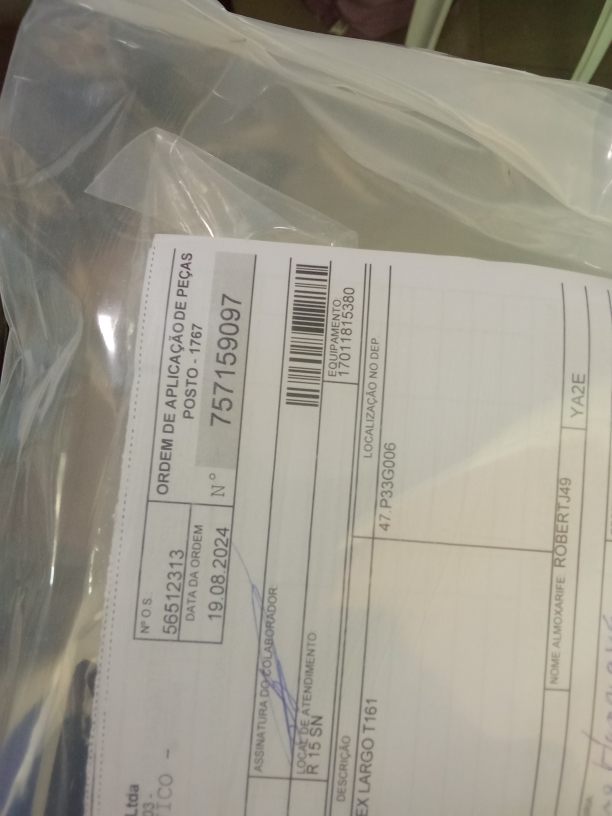 Ltda
ICO -
Nº O.S.
56512313
DATA DA ORDEM
19.08.2024
ORDEM DE APLICAÇÃO DE PEÇAS
POSTO - 1767
Nº 757159097
ASSINATURA DO COLABORADOR
LOCAL DE ATENDIMENTO
R 15 SN
EQUIPAMENTO
17011815380
DESCRIÇÃO
EX LARGO T161
LOCALIZAÇÃO NO DEP.
47 P33G006
NOME ALMOXARIFE ROBERTJ49
YA2E